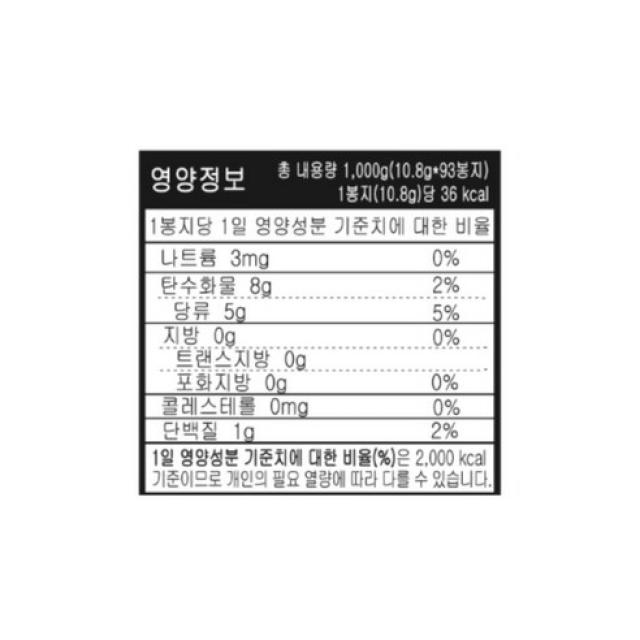 영양정보
총 내용량 1,000g(10.8g*93봉지)
1봉지(10.8g)당 36 kcal
1봉지당 1일 영양성분 기준치에 대한 비율
나트륨 3mg 0%
탄수화물 8g 2%
당류 5g 5%
지방 0g 0%
트랜스지방 0g
포화지방 0g 0%
콜레스테롤 0mg 0%
단백질 1g 2%
1일 영양성분 기준치에 대한 비율(%)은 2,000 kcal
기준이므로 개인의 필요 열량에 따라 다를 수 있습니다.